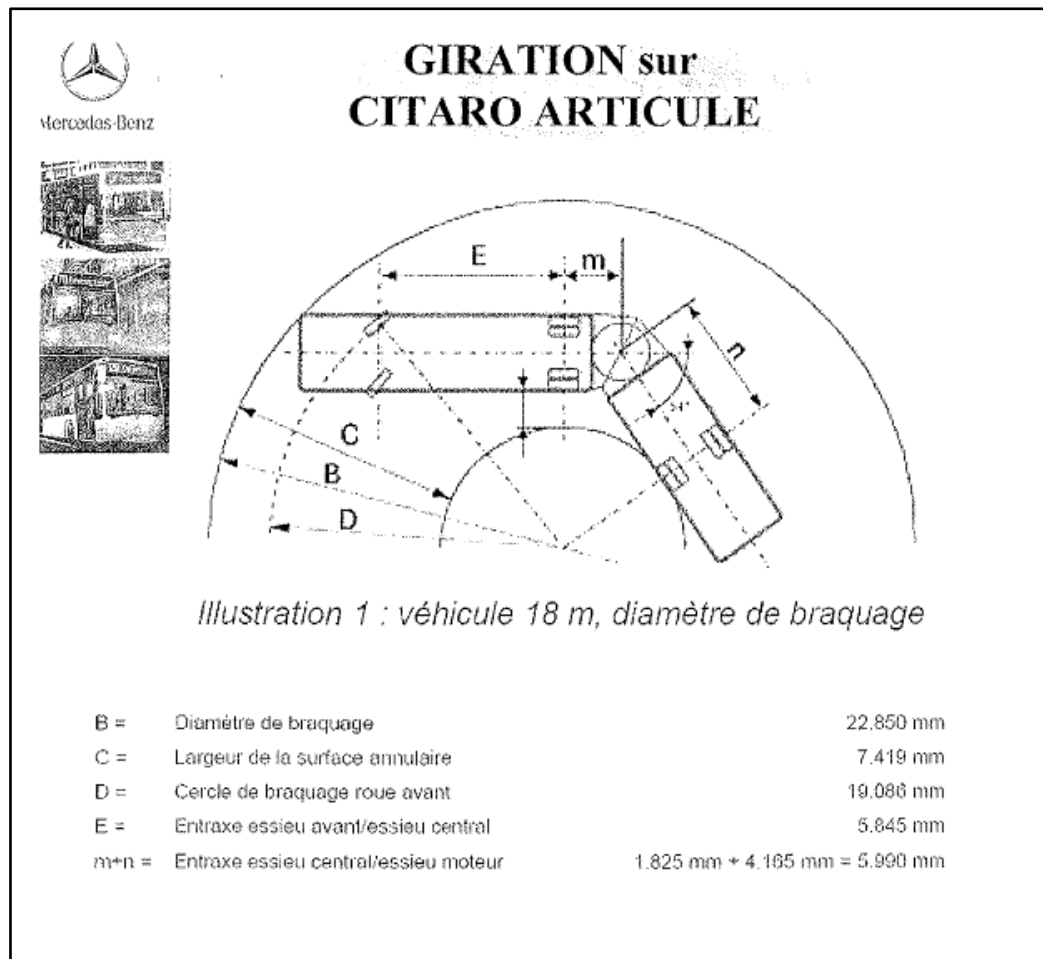 GIRATION sur
CITARO ARTICULE
Mercedes-Benz
E
m
n
C
B
D
Illustration 1 : véhicule 18 m, diamètre de braquage
B = Diamètre de braquage 22.850 mm
C = Largeur de la surface annulaire 7.419 mm
D = Cercle de braquage roue avant 19.086 mm
E = Entraxe essieu avant/essieu central 5.845 mm
m+n = Entraxe essieu central/essieu moteur 1.825 mm + 4.165 mm = 5.990 mm